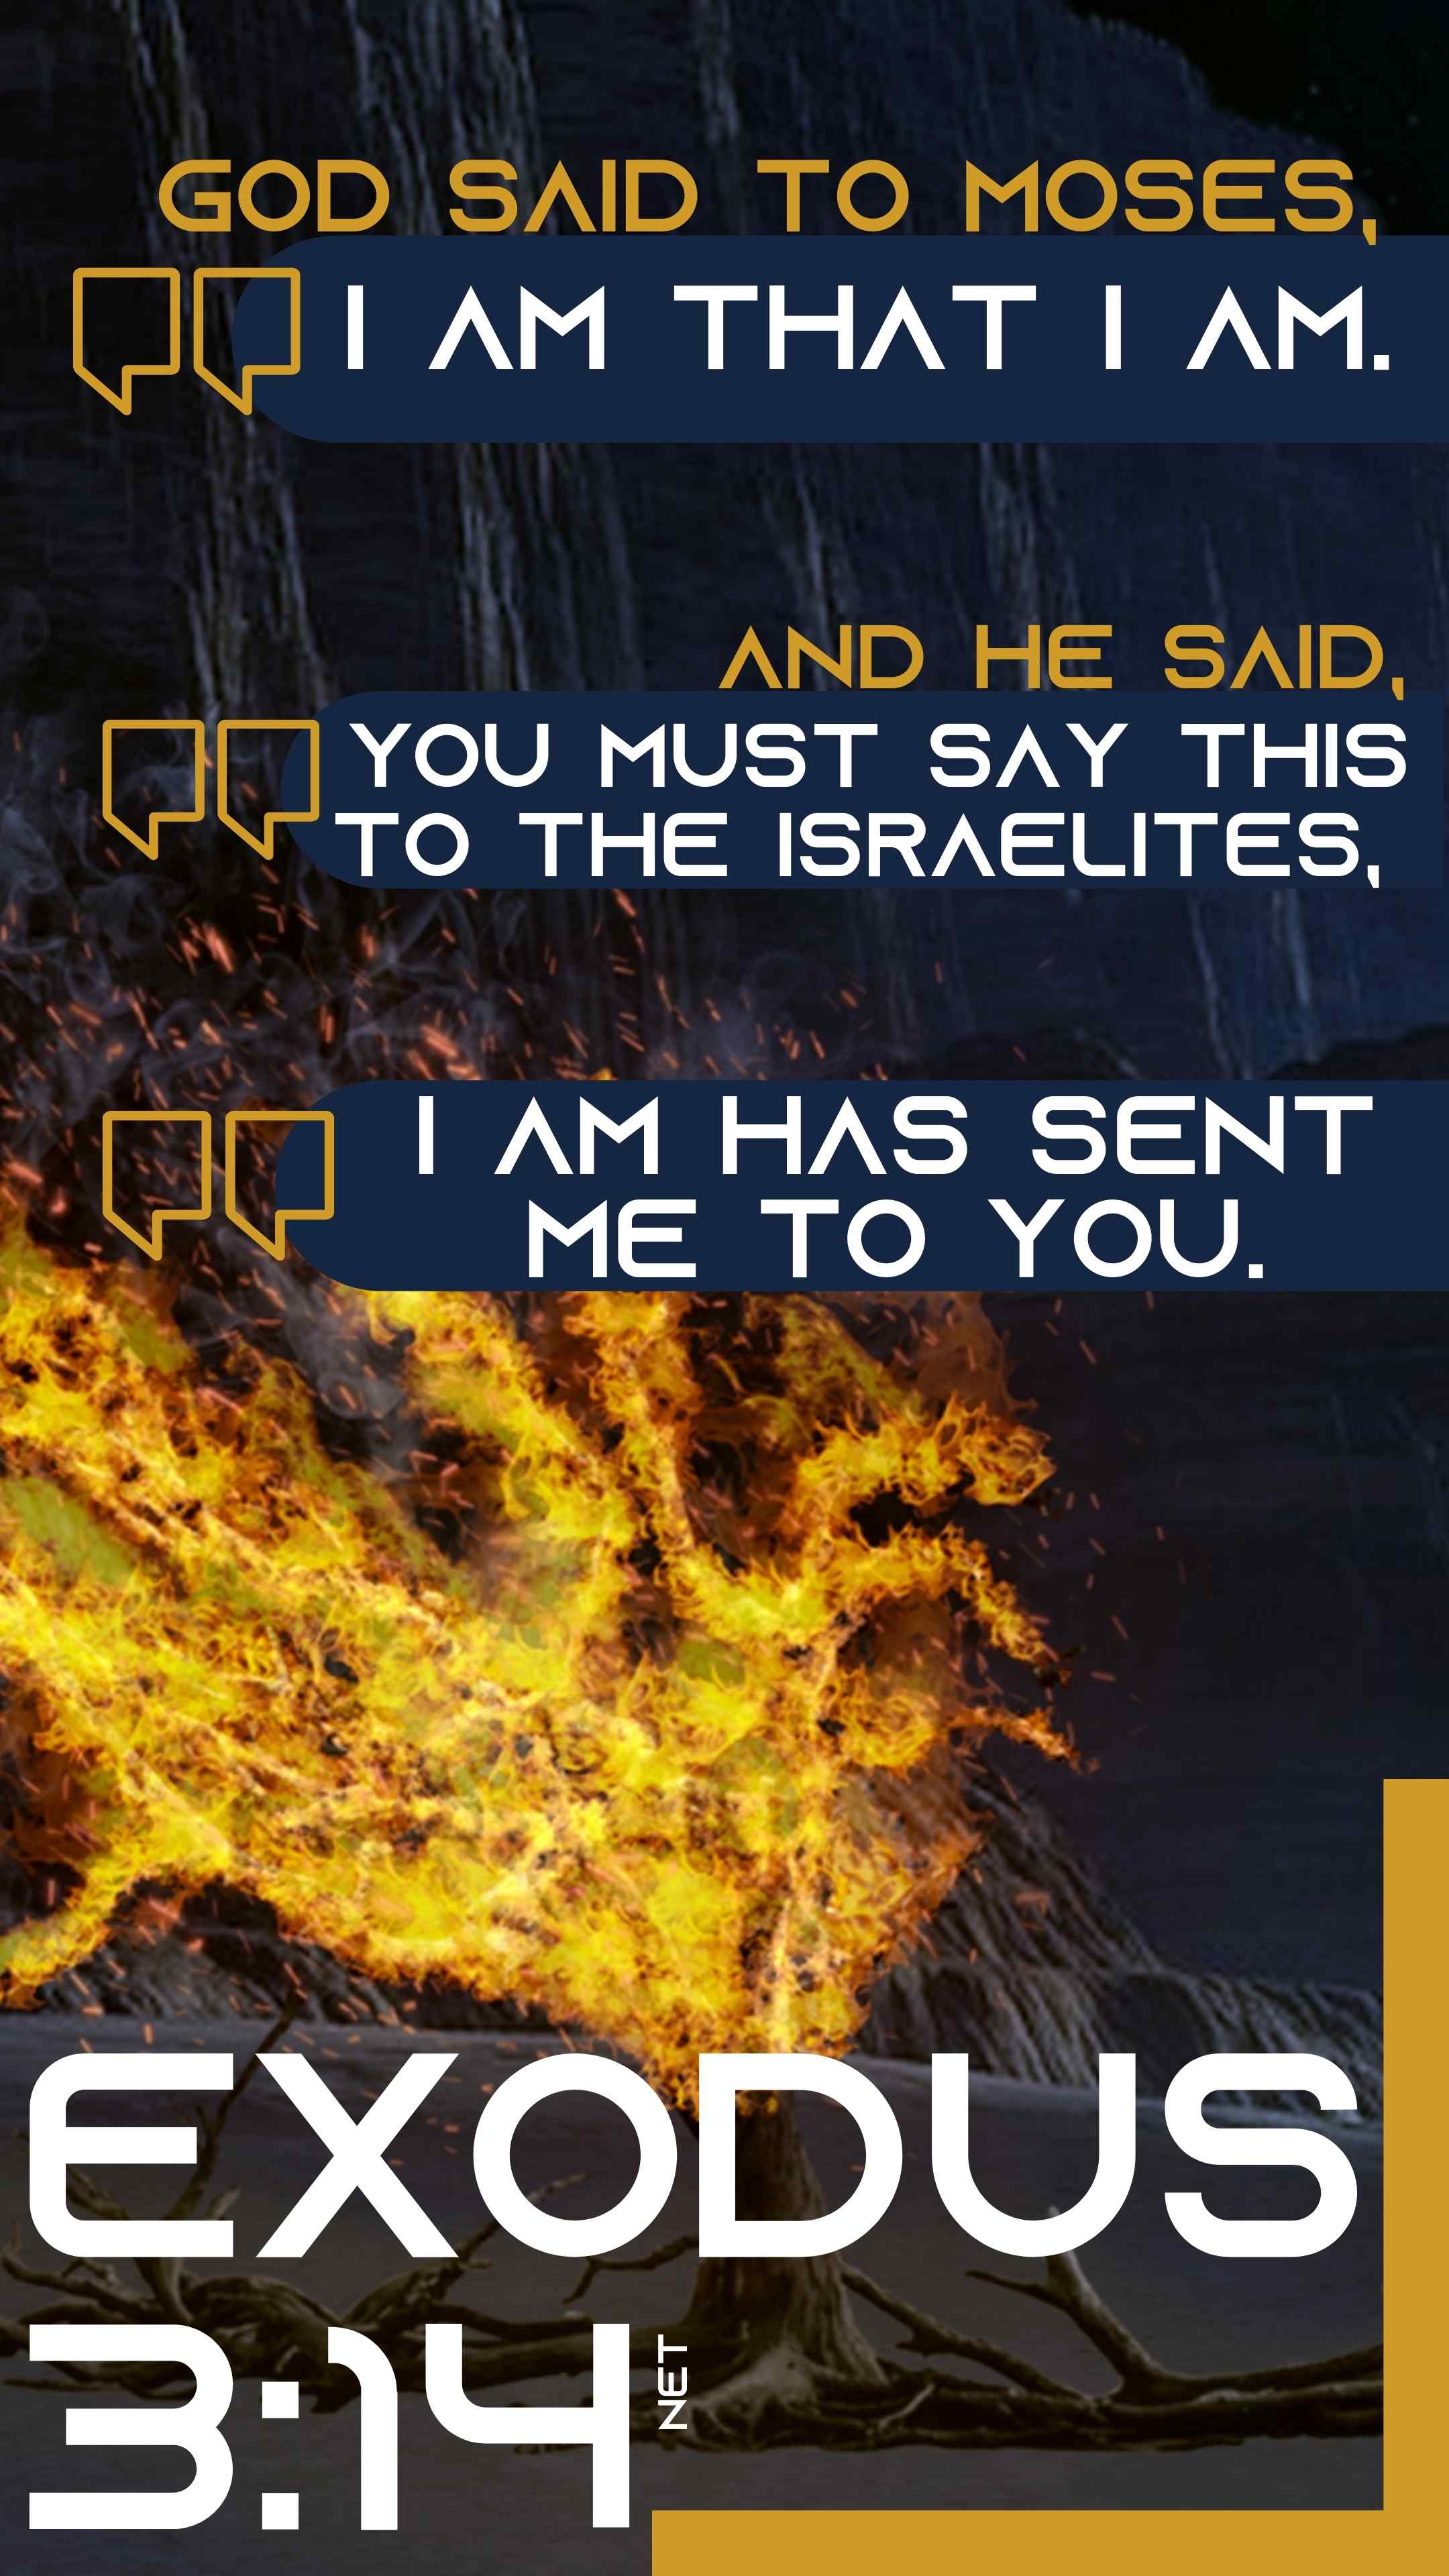 GOD SAID TO MOSES,
I AM THAT I AM.
AND HE SAID,
YOU MUST SAY THIS
TO THE ISRAELITES,
I AM HAS SENT
ME TO YOU.
EXODUS
3:14
NET